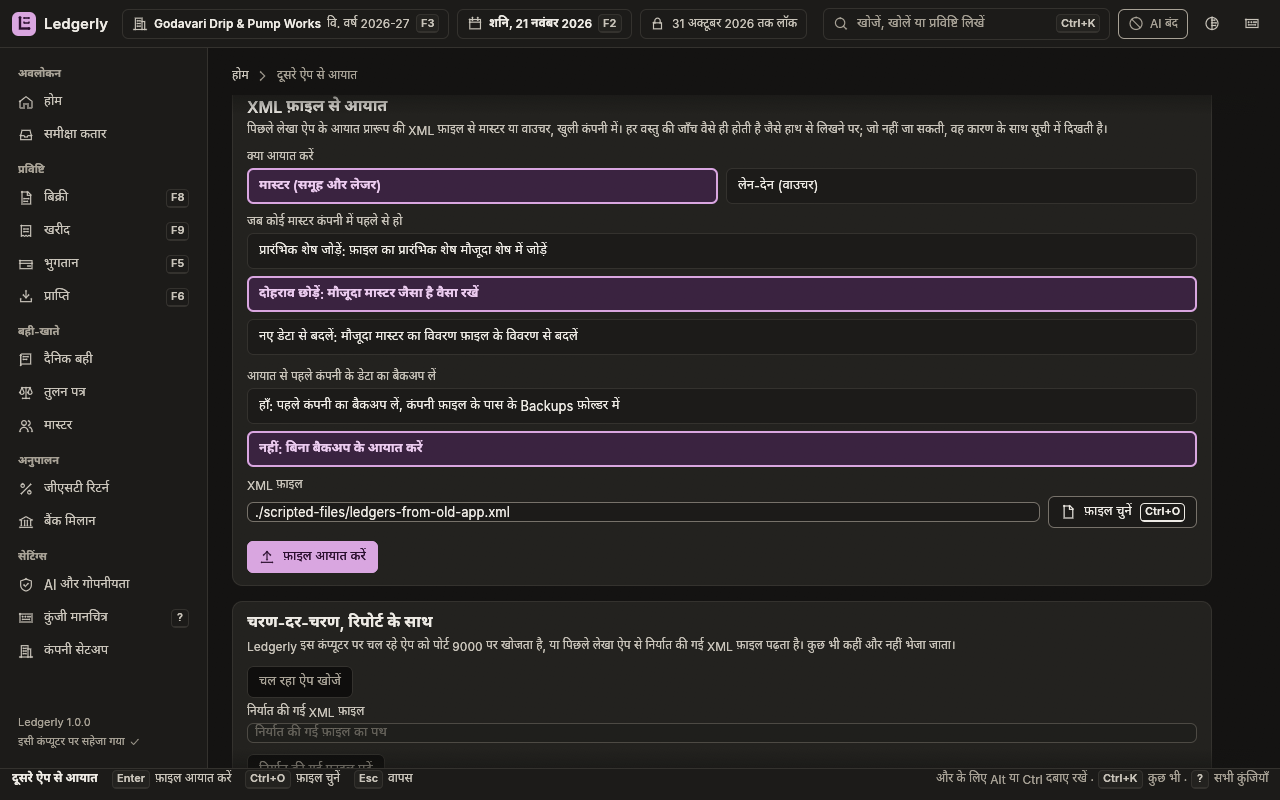 Ledgerly
Godavari Drip & Pump Works वि. वर्ष 2026-27 F3
शनि, 21 नवंबर 2026 F2
31 अक्टूबर 2026 तक लॉक
खोजें, खोलें या प्रविष्टि लिखें Ctrl+K
AI बंद
अवलोकन
होम
समीक्षा कतार
प्रविष्टि
बिक्री F8
खरीद F9
भुगतान F5
प्राप्ति F6
बही-खाते
दैनिक बही
तुलन पत्र
मास्टर
अनुपालन
जीएसटी रिटर्न
बैंक मिलान
सेटिंग्स
AI और गोपनीयता
कुंजी मानचित्र ?
कंपनी सेटअप
Ledgerly 1.0.0
इसी कंप्यूटर पर सहेजा गया
होम > दूसरे ऐप से आयात
XML फ़ाइल से आयात
पिछले लेखा ऐप के आयात प्रारूप की XML फ़ाइल से मास्टर या वाउचर, खुली कंपनी में। हर वस्तु की जाँच वैसे ही होती है जैसे हाथ से लिखने पर; जो नहीं जा सकती, वह कारण के साथ सूची में दिखती है।
क्या आयात करें
मास्टर (समूह और लेजर)
लेन-देन (वाउचर)
जब कोई मास्टर कंपनी में पहले से हो
प्रारंभिक शेष जोड़ें: फ़ाइल का प्रारंभिक शेष मौजूदा शेष में जोड़ें
दोहराव छोड़ें: मौजूदा मास्टर जैसा है वैसा रखें
नए डेटा से बदलें: मौजूदा मास्टर का विवरण फ़ाइल के विवरण से बदलें
आयात से पहले कंपनी के डेटा का बैकअप लें
हाँ: पहले कंपनी का बैकअप लें, कंपनी फ़ाइल के पास के Backups फ़ोल्डर में
नहीं: बिना बैकअप के आयात करें
XML फ़ाइल
./scripted-files/ledgers-from-old-app.xml
फ़ाइल चुनें Ctrl+O
फ़ाइल आयात करें
चरण-दर-चरण, रिपोर्ट के साथ
Ledgerly इस कंप्यूटर पर चल रहे ऐप को पोर्ट 9000 पर खोजता है, या पिछले लेखा ऐप से निर्यात की गई XML फ़ाइल पढ़ता है। कुछ भी कहीं और नहीं भेजा जाता।
चल रहा ऐप खोजें
निर्यात की गई XML फ़ाइल
निर्यात की गई फ़ाइल का पथ
निर्यात की गई फ़ाइल पढ़ें
दूसरे ऐप से आयात Enter फ़ाइल आयात करें Ctrl+O फ़ाइल चुनें Esc वापस
और के लिए Alt या Ctrl दबाए रखें · Ctrl+K कुछ भी · ? सभी कुंजियाँ